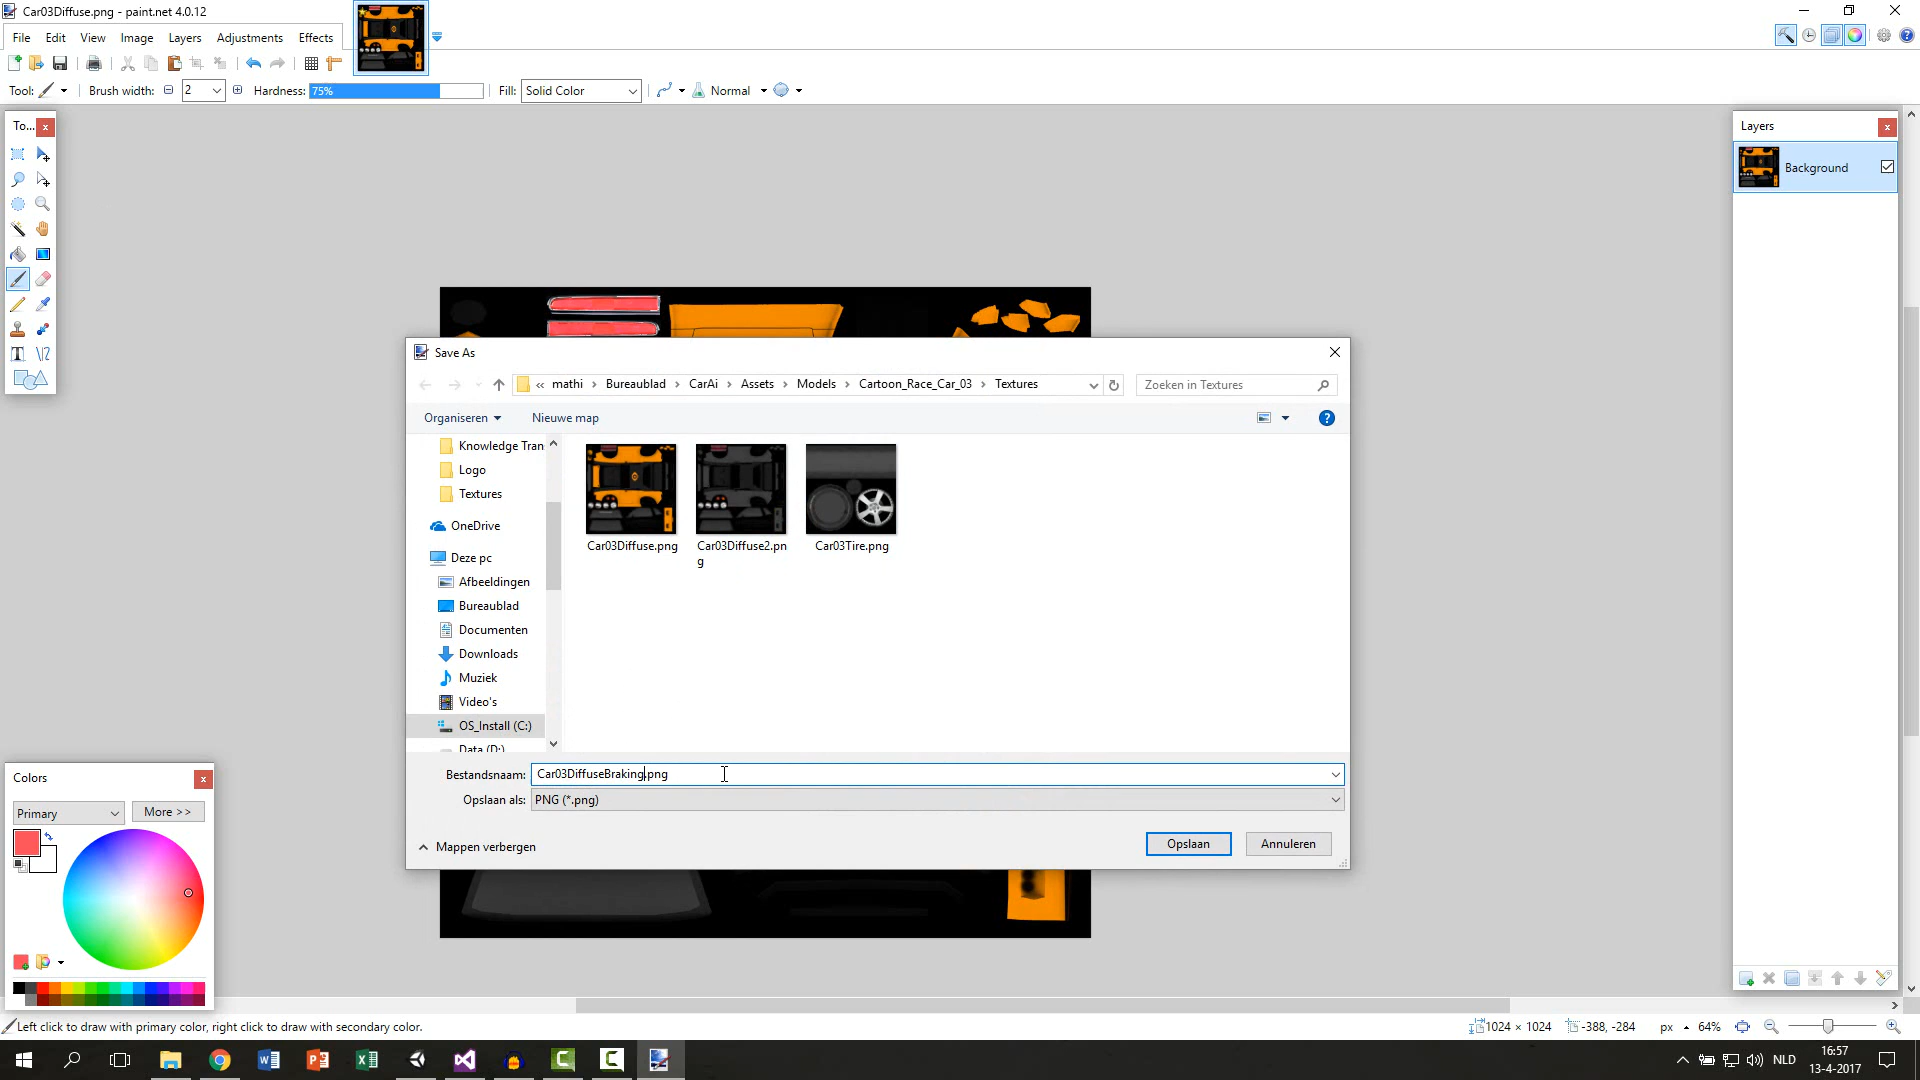 Car03Diffuse.png - paint.net 4.0.12
File Edit View Image Layers Adjustments Effects
Tool: Brush width: 2 Hardness: 75% Fill: Solid Color Normal
To...
Layers
Background
Save As
« mathi › Bureaublad › CarAi › Assets › Models › Cartoon_Race_Car_03 › Textures
Zoeken in Textures
Organiseren Nieuwe map
Knowledge Tran
Logo
Textures
OneDrive
Deze pc
Afbeeldingen
Bureaublad
Documenten
Downloads
Muziek
Video's
OS_Install (C:)
Data (D:)
Car03Diffuse.png
Car03Diffuse2.pn
g
Car03Tire.png
Bestandsnaam: Car03DiffuseBraking.png
Opslaan als: PNG (*.png)
Mappen verbergen
Opslaan Annuleren
Colors
Primary More >>
Left click to draw with primary color, right click to draw with secondary color.
1024 × 1024 -388, -284 px 64%
NLD
16:57
13-4-2017